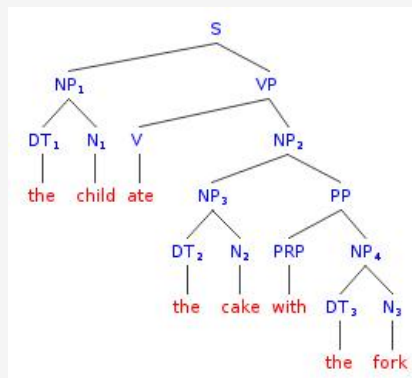 S
NP₁ VP
DT₁ N₁ V NP₂
the child ate NP₃ PP
DT₂ N₂ PRP NP₄
the cake with DT₃ N₃
the fork